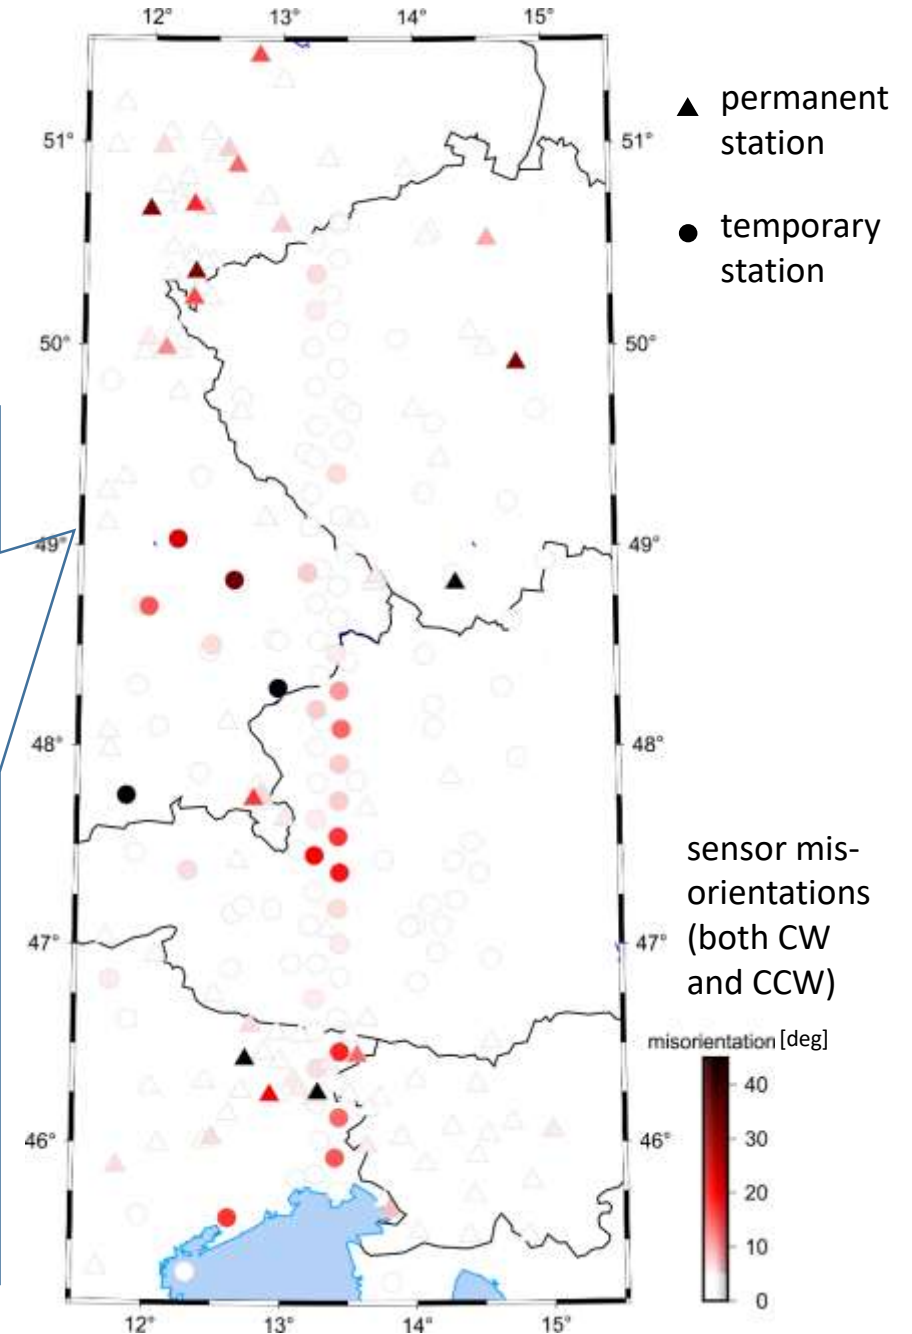 12° 13° 14° 15°
permanent
station
51° 51°
temporary
station
50° 50°
49° 49°
48° 48°
sensor mis-
orientations
(both CW
and CCW)
47° 47°
misorientation [deg]
40
30
20
10
0
46° 46°
12° 13° 14° 15°